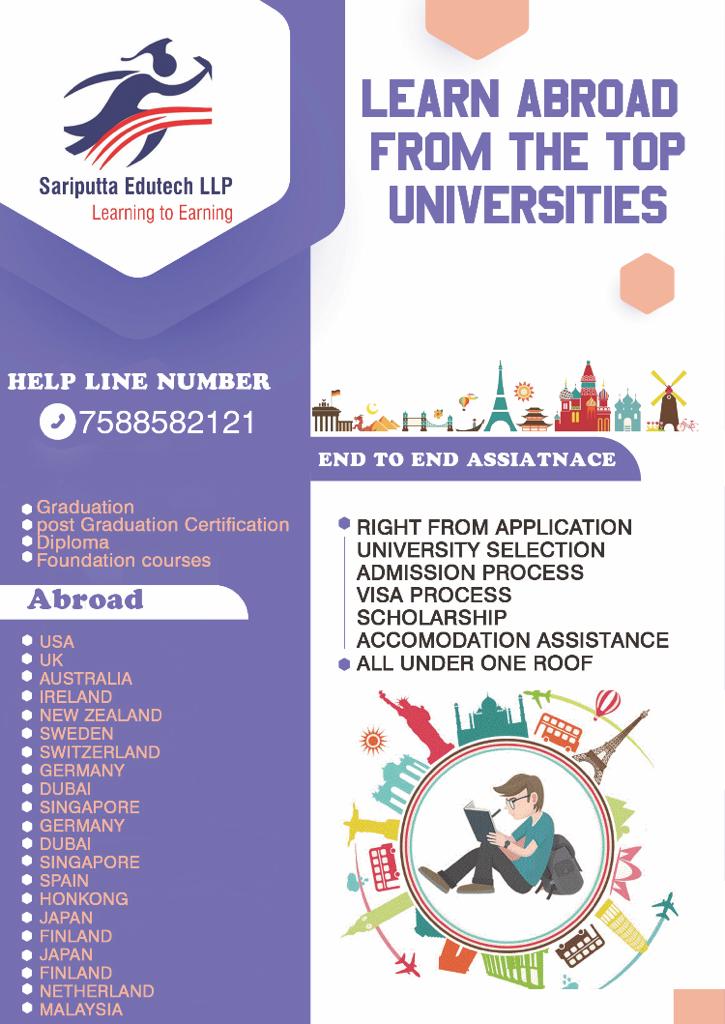 Sariputta Edutech LLP
Learning to Earning
LEARN ABROAD
FROM THE TOP
UNIVERSITIES
HELP LINE NUMBER
7588582121
Graduation
post Graduation Certification
Diploma
Foundation courses
Abroad
USA
UK
AUSTRALIA
IRELAND
NEW ZEALAND
SWEDEN
SWITZERLAND
GERMANY
DUBAI
SINGAPORE
GERMANY
DUBAI
SINGAPORE
SPAIN
HONKONG
JAPAN
FINLAND
JAPAN
FINLAND
NETHERLAND
MALAYSIA
END TO END ASSIATNACE
RIGHT FROM APPLICATION
UNIVERSITY SELECTION
ADMISSION PROCESS
VISA PROCESS
SCHOLARSHIP
ACCOMODATION ASSISTANCE
ALL UNDER ONE ROOF